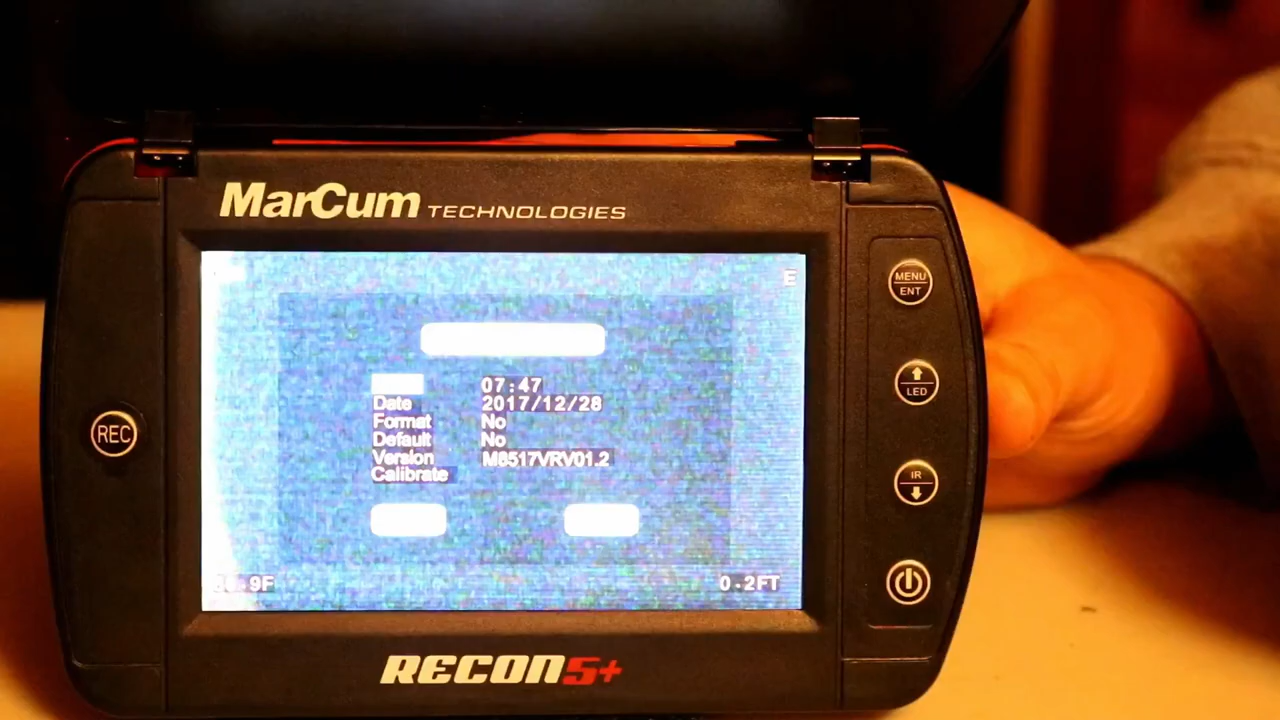 MarCum TECHNOLOGIES
E
07:47
Date 2017/12/28
Format No
Default No
Version M8517VRV01.2
Calibrate
0.2FT
MENU
ENT
LED
IR
REC
RECON5+